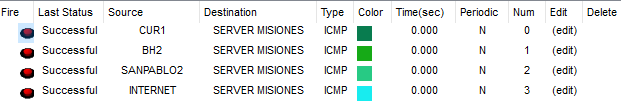 Fire Last Status Source Destination Type Color Time(sec) Periodic Num Edit Delete
Successful CUR1 SERVER MISIONES ICMP 0.000 N 0 (edit)
Successful BH2 SERVER MISIONES ICMP 0.000 N 1 (edit)
Successful SANPABLO2 SERVER MISIONES ICMP 0.000 N 2 (edit)
Successful INTERNET SERVER MISIONES ICMP 0.000 N 3 (edit)